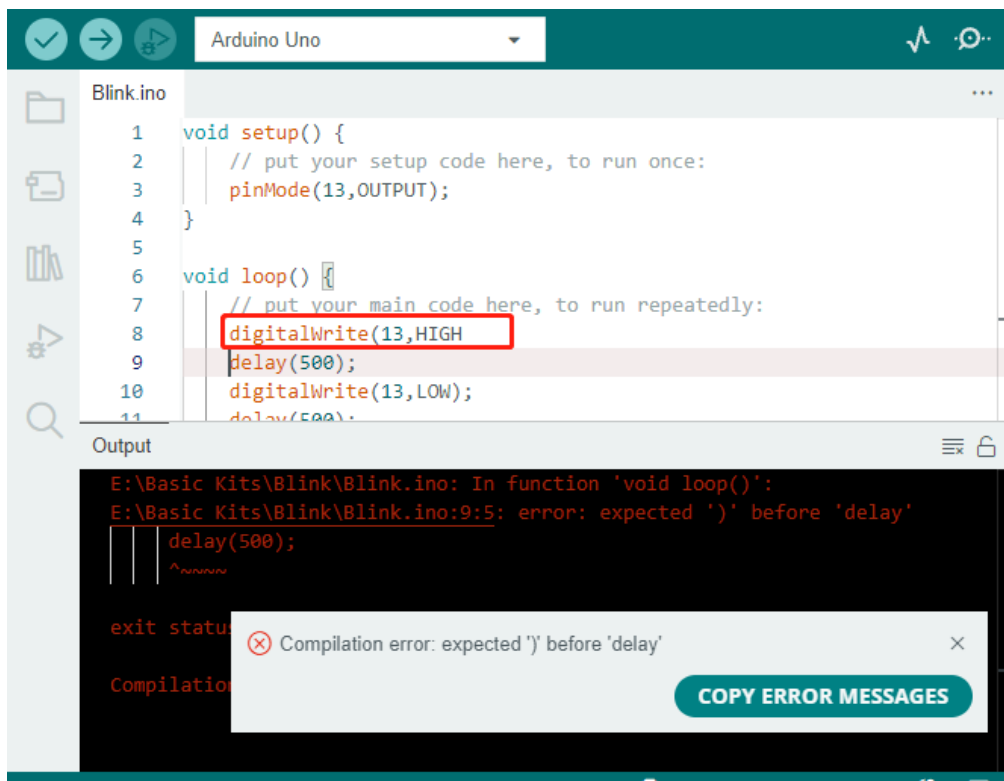 Arduino Uno
Blink.ino
1 void setup() {
2 // put your setup code here, to run once:
3 pinMode(13,OUTPUT);
4 }
5
6 void loop() {
7 // put your main code here, to run repeatedly:
8 digitalWrite(13,HIGH
9 delay(500);
10 digitalWrite(13,LOW);
11 delay(500);
Output
E:\Basic Kits\Blink\Blink.ino: In function 'void loop()':
E:\Basic Kits\Blink\Blink.ino:9:5: error: expected ')' before 'delay'
delay(500);
^~~~~
exit status
Compilation
Compilation error: expected ')' before 'delay'
COPY ERROR MESSAGES